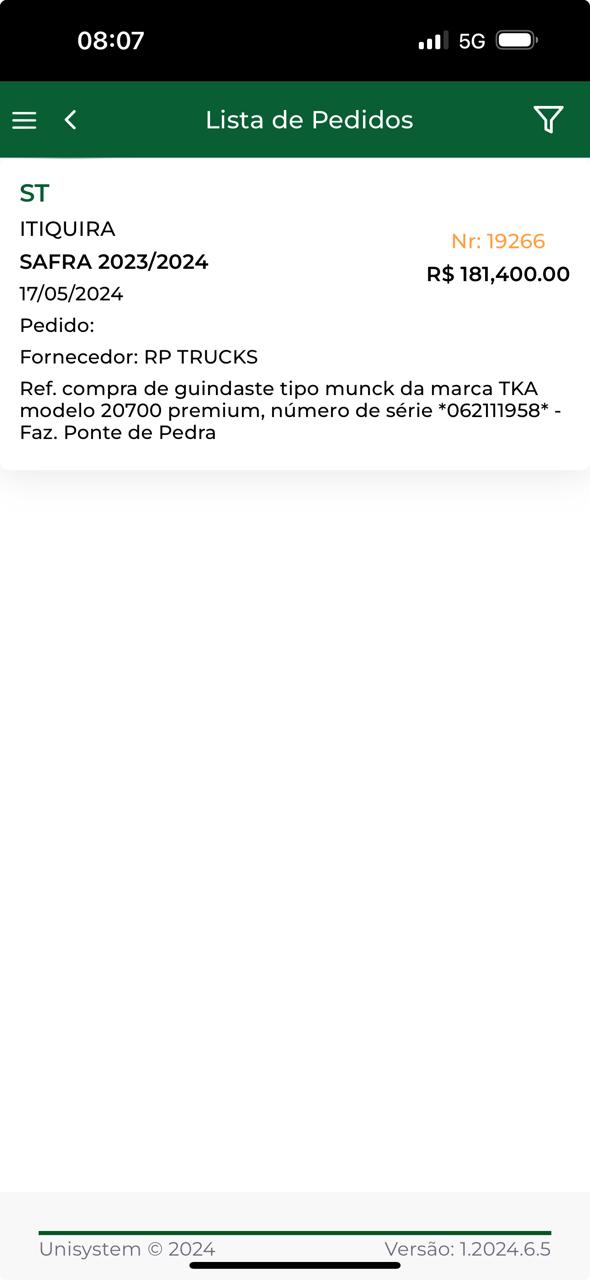 08:07
5G
Lista de Pedidos
ST
ITIQUIRA
Nr: 19266
SAFRA 2023/2024
R$ 181,400.00
17/05/2024
Pedido:
Fornecedor: RP TRUCKS
Ref. compra de guindaste tipo munck da marca TKA
modelo 20700 premium, número de série *062111958* -
Faz. Ponte de Pedra
Unisystem © 2024
Versão: 1.2024.6.5